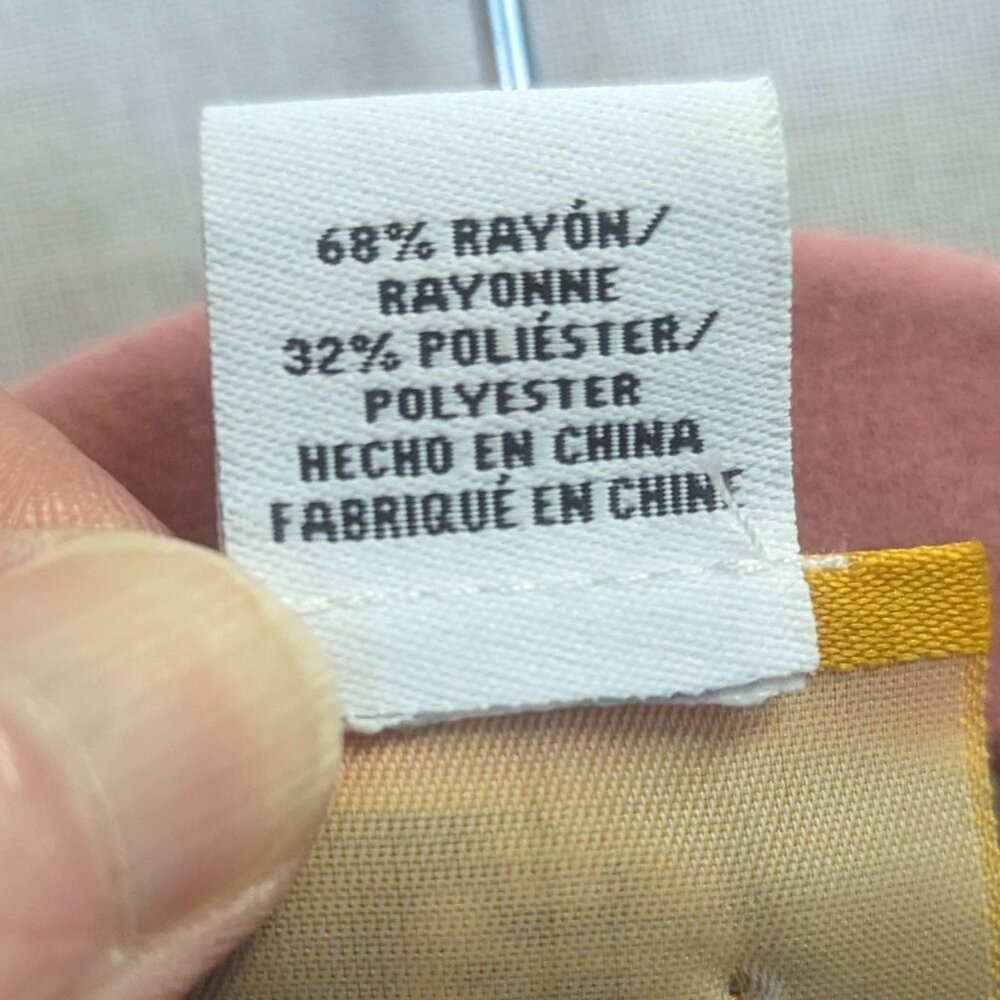 68% RAYÓN/
RAYONNE
32% POLIÉSTER/
POLYESTER
HECHO EN CHINA
FABRIQUÉ EN CHINE